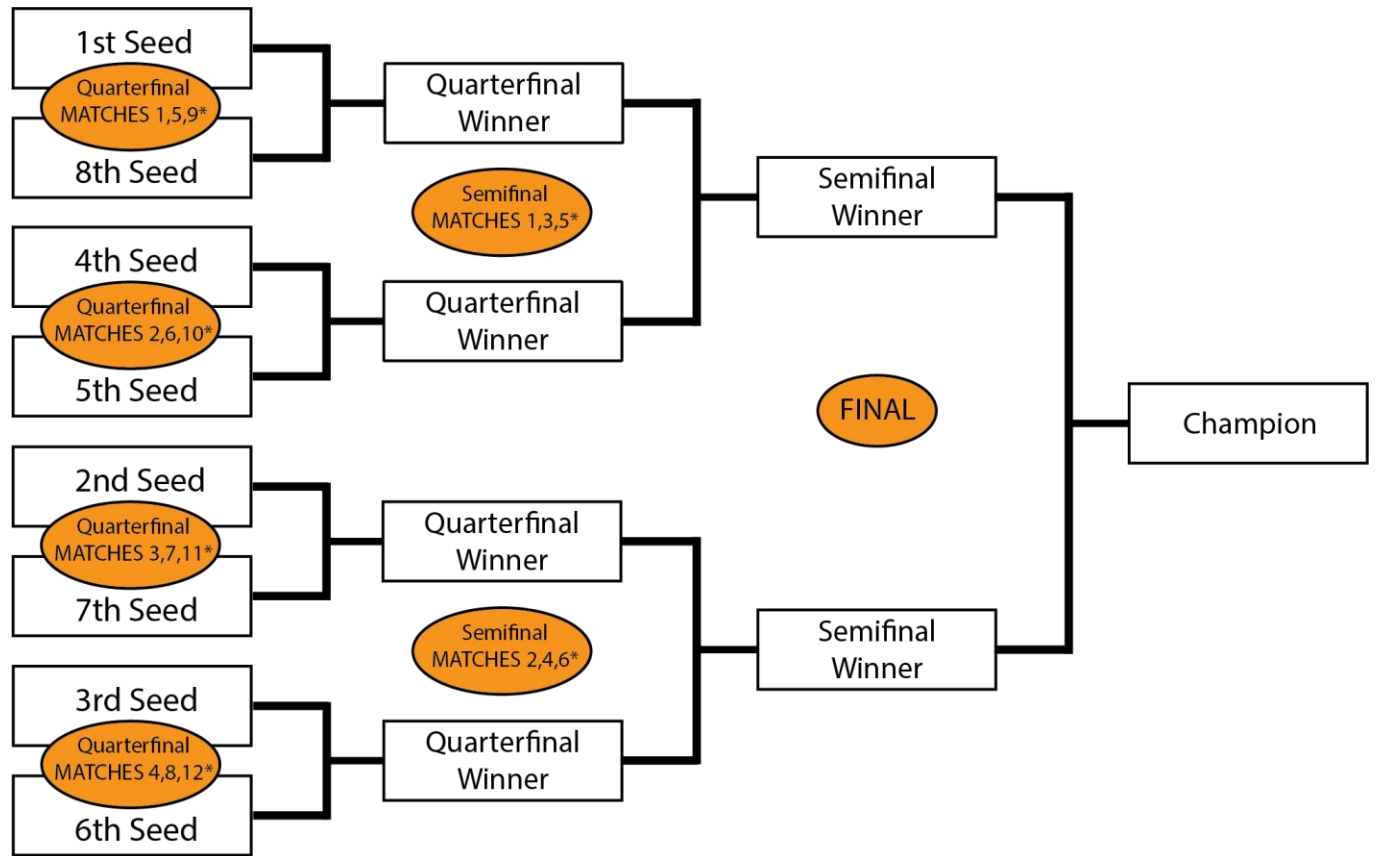 1st Seed
Quarterfinal
MATCHES 1,5,9*
8th Seed
4th Seed
Quarterfinal
MATCHES 2,6,10*
5th Seed
2nd Seed
Quarterfinal
MATCHES 3,7,11*
7th Seed
3rd Seed
Quarterfinal
MATCHES 4,8,12*
6th Seed
Quarterfinal
Winner
Semifinal
MATCHES 1,3,5*
Quarterfinal
Winner
Quarterfinal
Winner
Semifinal
MATCHES 2,4,6*
Quarterfinal
Winner
Semifinal
Winner
FINAL
Semifinal
Winner
Champion